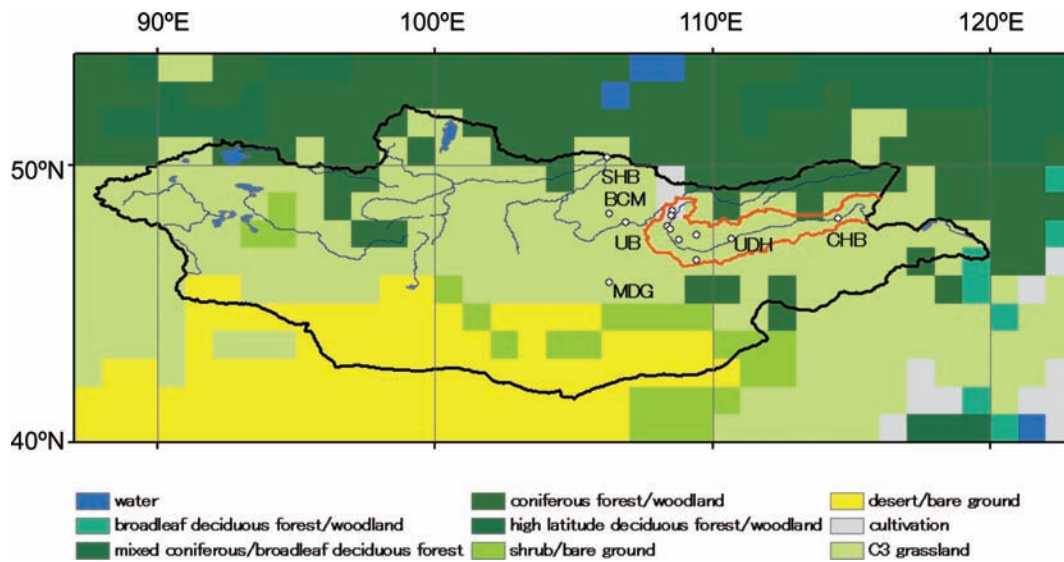 90ºE 100ºE 110ºE 120ºE
50ºN
SHB
BCM
UB UDH CHB
MDG
40ºN
water coniferous forest/woodland desert/bare ground
broadleaf deciduous forest/woodland high latitude deciduous forest/woodland cultivation
mixed coniferous/broadleaf deciduous forest shrub/bare ground C3 grassland